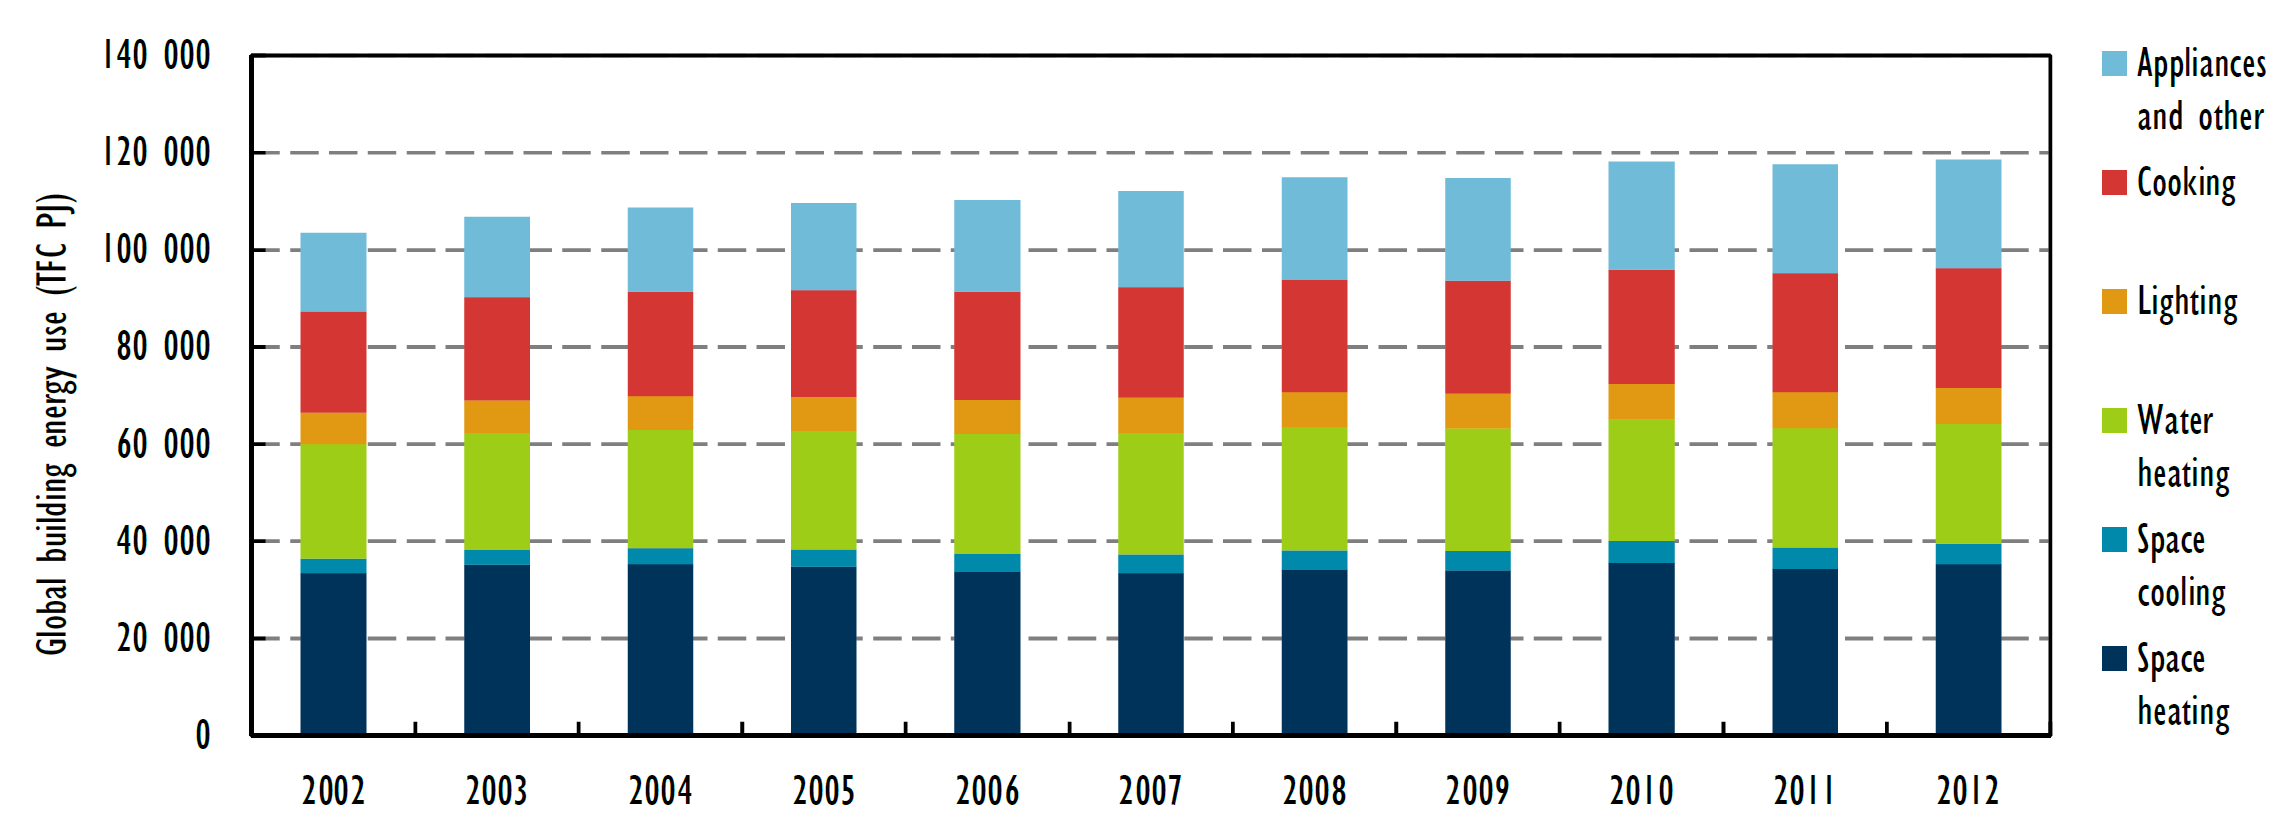 Global building energy use (TFC PJ)
140 000
120 000
100 000
80 000
60 000
40 000
20 000
0
2002 2003 2004 2005 2006 2007 2008 2009 2010 2011 2012
Appliances
and other
Cooking
Lighting
Water
heating
Space
cooling
Space
heating